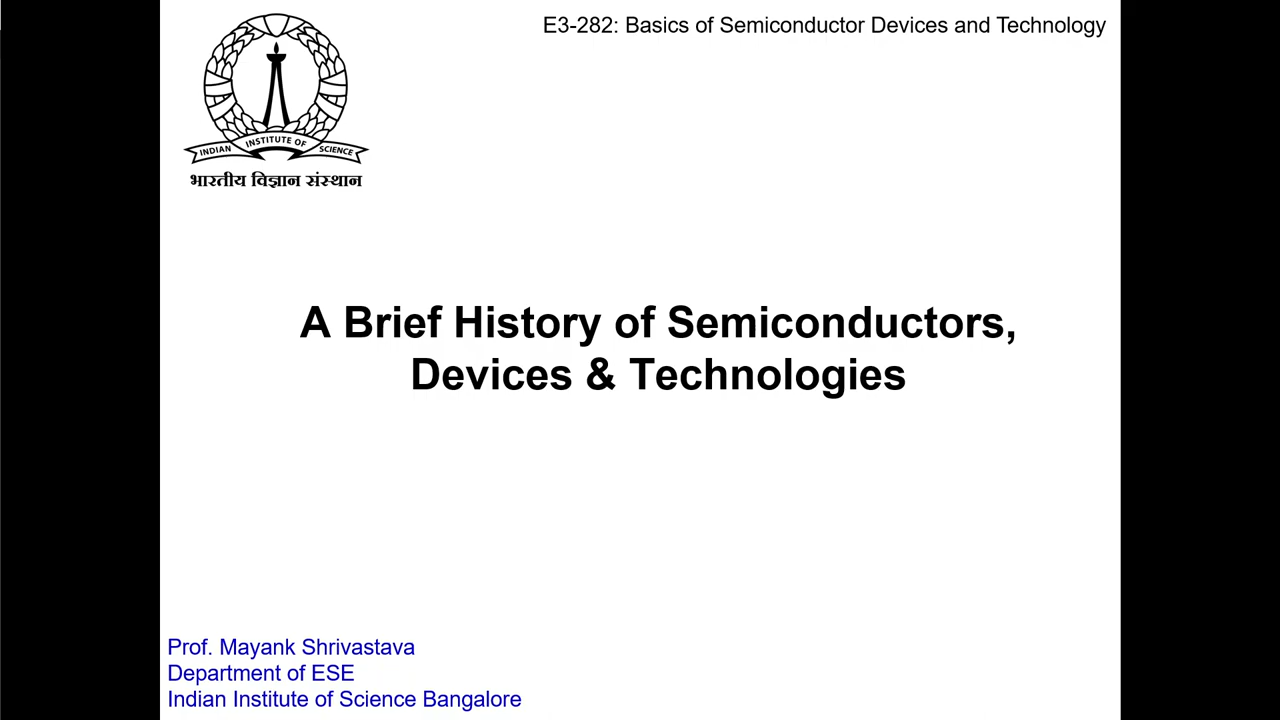 E3-282: Basics of Semiconductor Devices and Technology
INDIAN INSTITUTE OF SCIENCE
भारतीय विज्ञान संस्थान
A Brief History of Semiconductors,
Devices & Technologies
Prof. Mayank Shrivastava
Department of ESE
Indian Institute of Science Bangalore